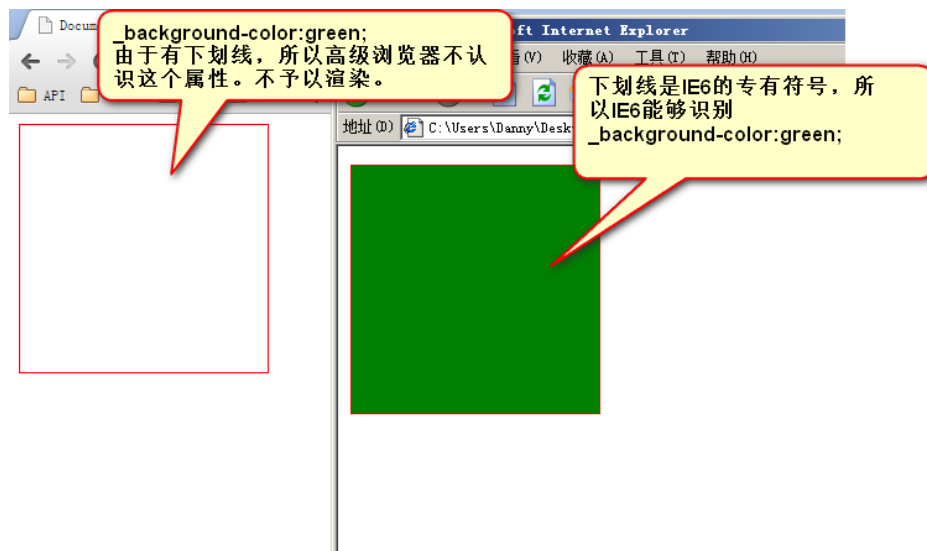 Docum
_background-color:green;
由于有下划线，所以高级浏览器不认
识这个属性。不予以渲染。
API
ft Internet Explorer
看(V) 收藏(A) 工具(T) 帮助(H)
下划线是IE6的专有符号，所
以IE6能够识别
_background-color:green;
地址(D) C:\Users\Danny\Desk